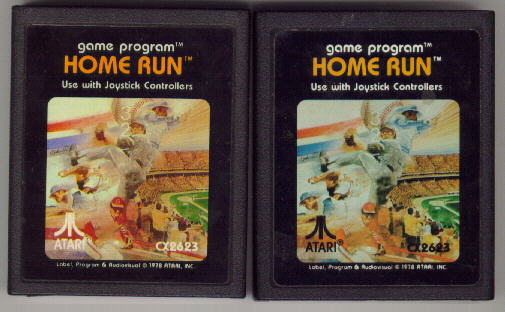 game program™
HOME RUN™
Use with Joystick Controllers
ATARI®
CX2623
Label, Program & Audiovisual © 1978 ATARI, INC.
game program™
HOME RUN™
Use with Joystick Controllers
ATARI®
CX2623
Label, Program & Audiovisual © 1978 ATARI, INC.